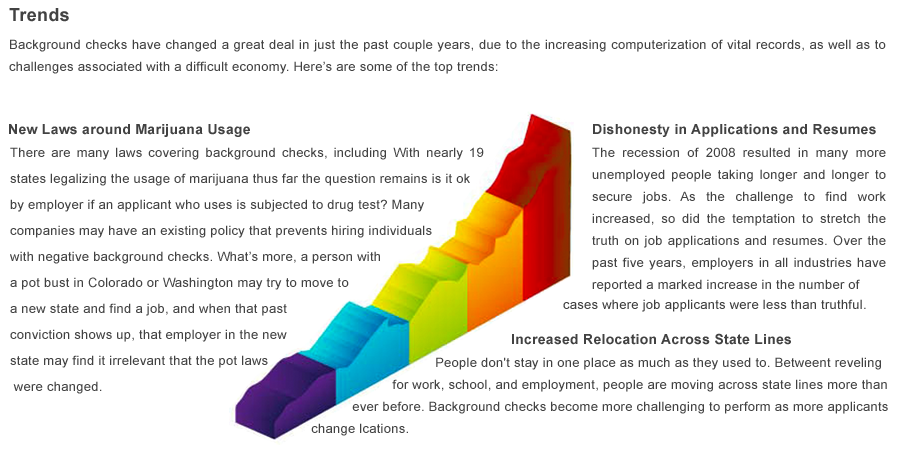 Trends
Background checks have changed a great deal in just the past couple years, due to the increasing computerization of vital records, as well as to
challenges associated with a difficult economy. Here's are some of the top trends:
New Laws around Marijuana Usage
There are many laws covering background checks, including With nearly 19
states legalizing the usage of marijuana thus far the question remains is it ok
by employer if an applicant who uses is subjected to drug test? Many
companies may have an existing policy that prevents hiring individuals
with negative background checks. What's more, a person with
a pot bust in Colorado or Washington may try to move to
a new state and find a job, and when that past
conviction shows up, that employer in the new
state may find it irrelevant that the pot laws
were changed.
Dishonesty in Applications and Resumes
The recession of 2008 resulted in many more
unemployed people taking longer and longer to
secure jobs. As the challenge to find work
increased, so did the temptation to stretch the
truth on job applications and resumes. Over the
past five years, employers in all industries have
reported a marked increase in the number of
cases where job applicants were less than truthful.
Increased Relocation Across State Lines
People don't stay in one place as much as they used to. Betweent reveling
for work, school, and employment, people are moving across state lines more than
ever before. Background checks become more challenging to perform as more applicants
change lcations.